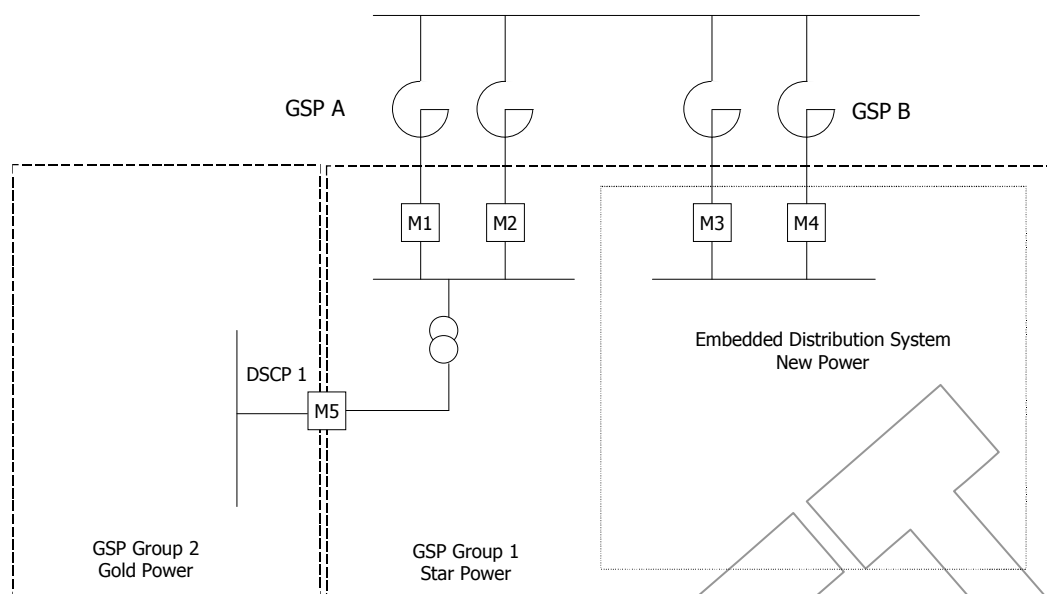 GSP A
GSP B
M1
M2
M3
M4
Embedded Distribution System
New Power
DSCP 1
M5
GSP Group 2
Gold Power
GSP Group 1
Star Power